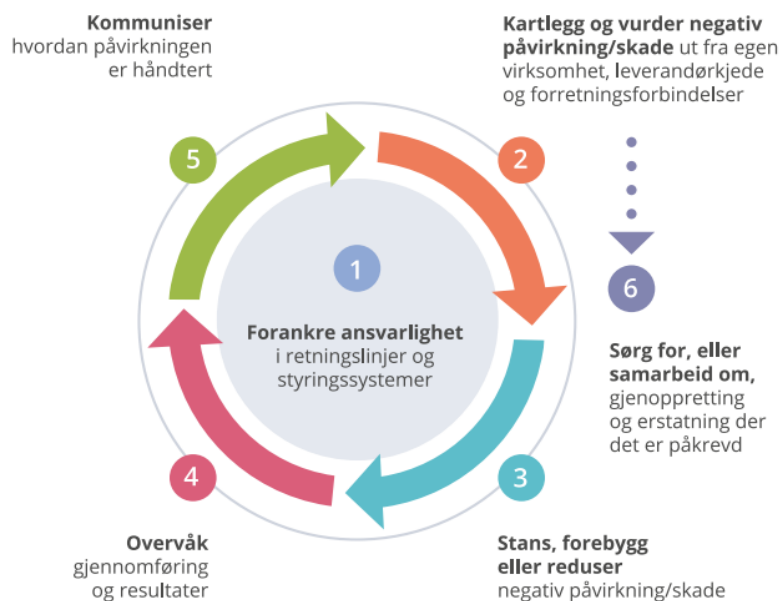 Kommuniser
hvordan påvirkningen
er håndtert
5
Kartlegg og vurder negativ
påvirkning/skade ut fra egen
virksomhet, leverandørkjede
og forretningsforbindelser
2
1
Forankre ansvarlighet
i retningslinjer og
styringssystemer
6
Sørg for, eller
samarbeid om,
gjenoppretting
og erstatning der
det er påkrevd
4
Overvåk
gjennomføring
og resultater
3
Stans, forebygg
eller reduser
negativ påvirkning/skade